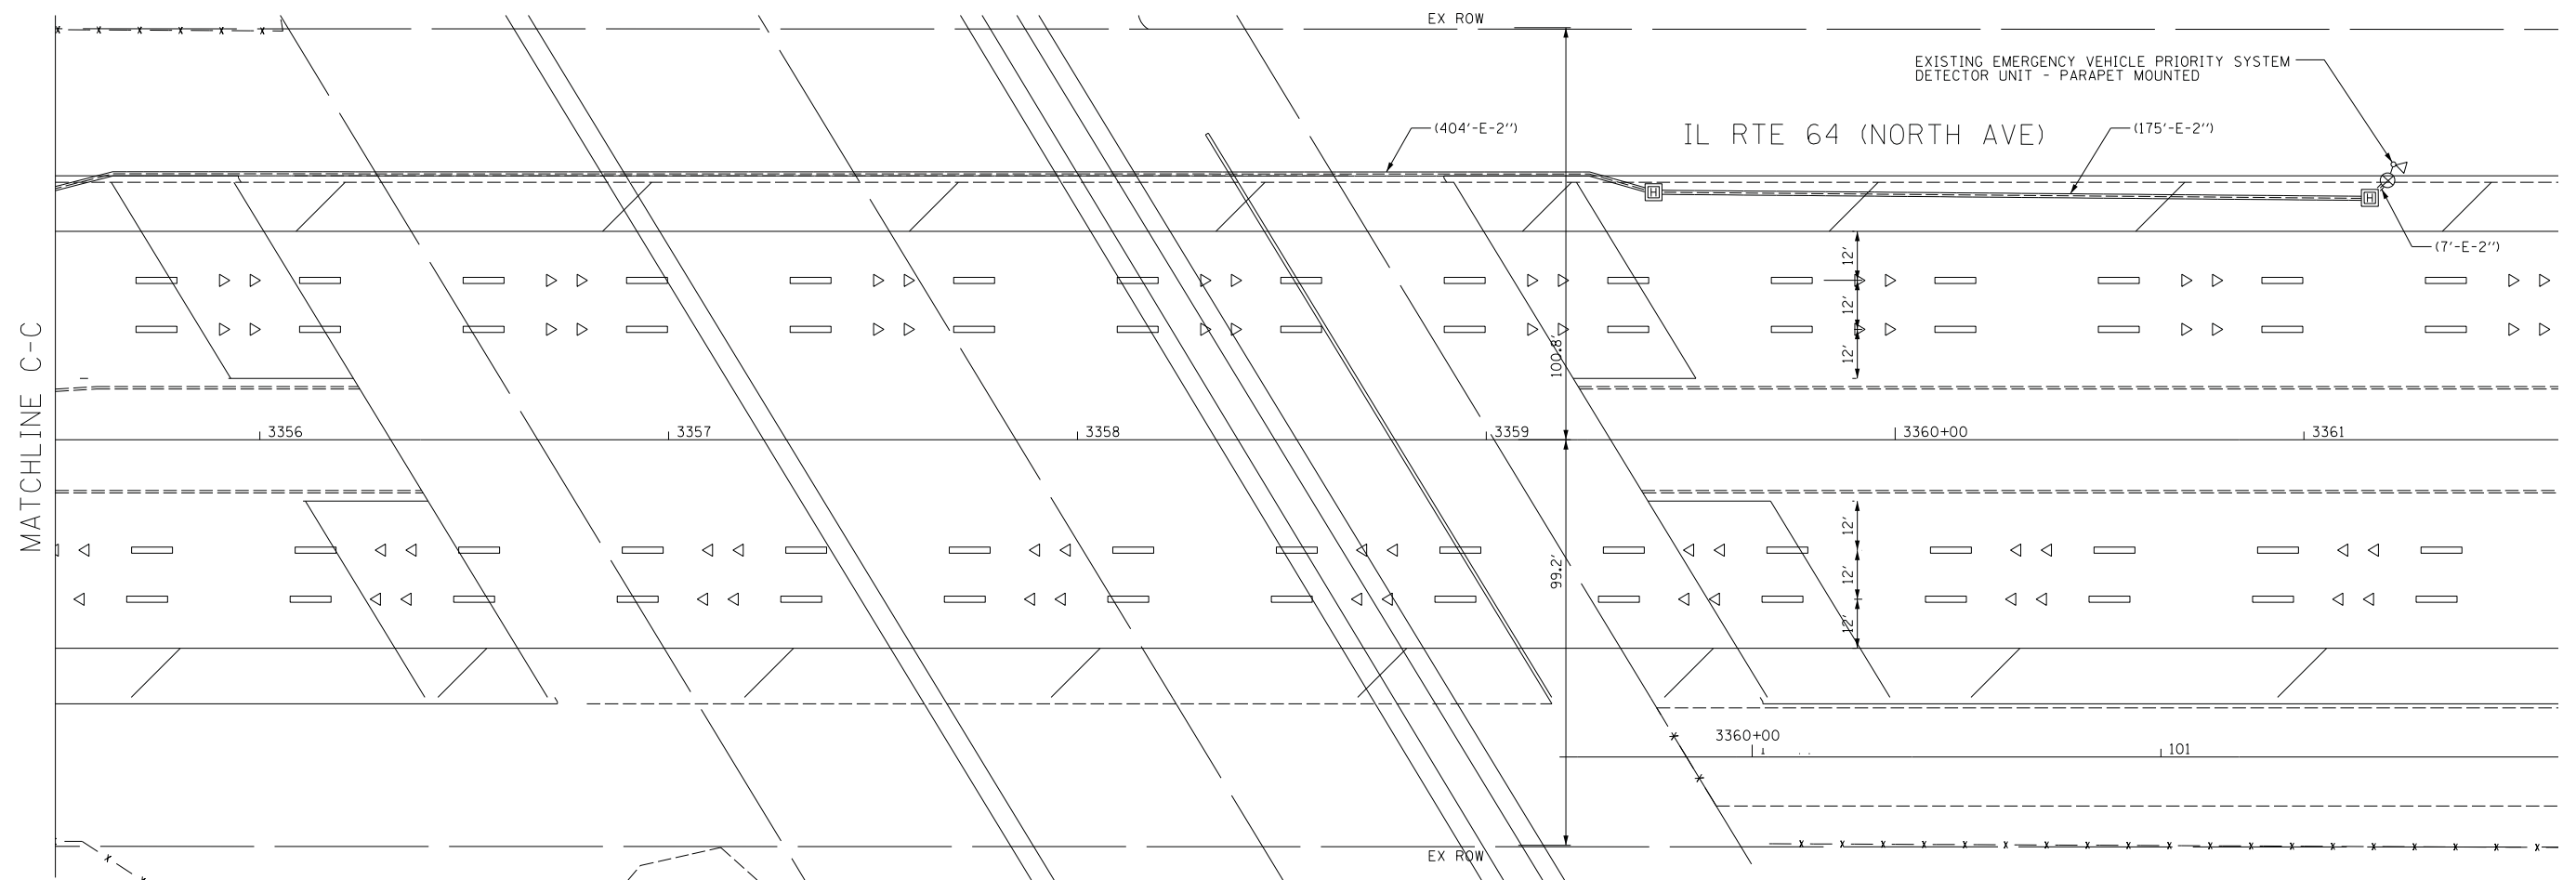 EX ROW
EXISTING EMERGENCY VEHICLE PRIORITY SYSTEM
DETECTOR UNIT - PARAPET MOUNTED
(404'-E-2'')
IL RTE 64 (NORTH AVE)
(175'-E-2'')
H
H
(7'-E-2'')
12'
12'
12'
100.8'
MATCHLINE C-C
3356
3357
3358
3359
3360+00
3361
12'
12'
12'
99.2'
3360+00
101
EX ROW